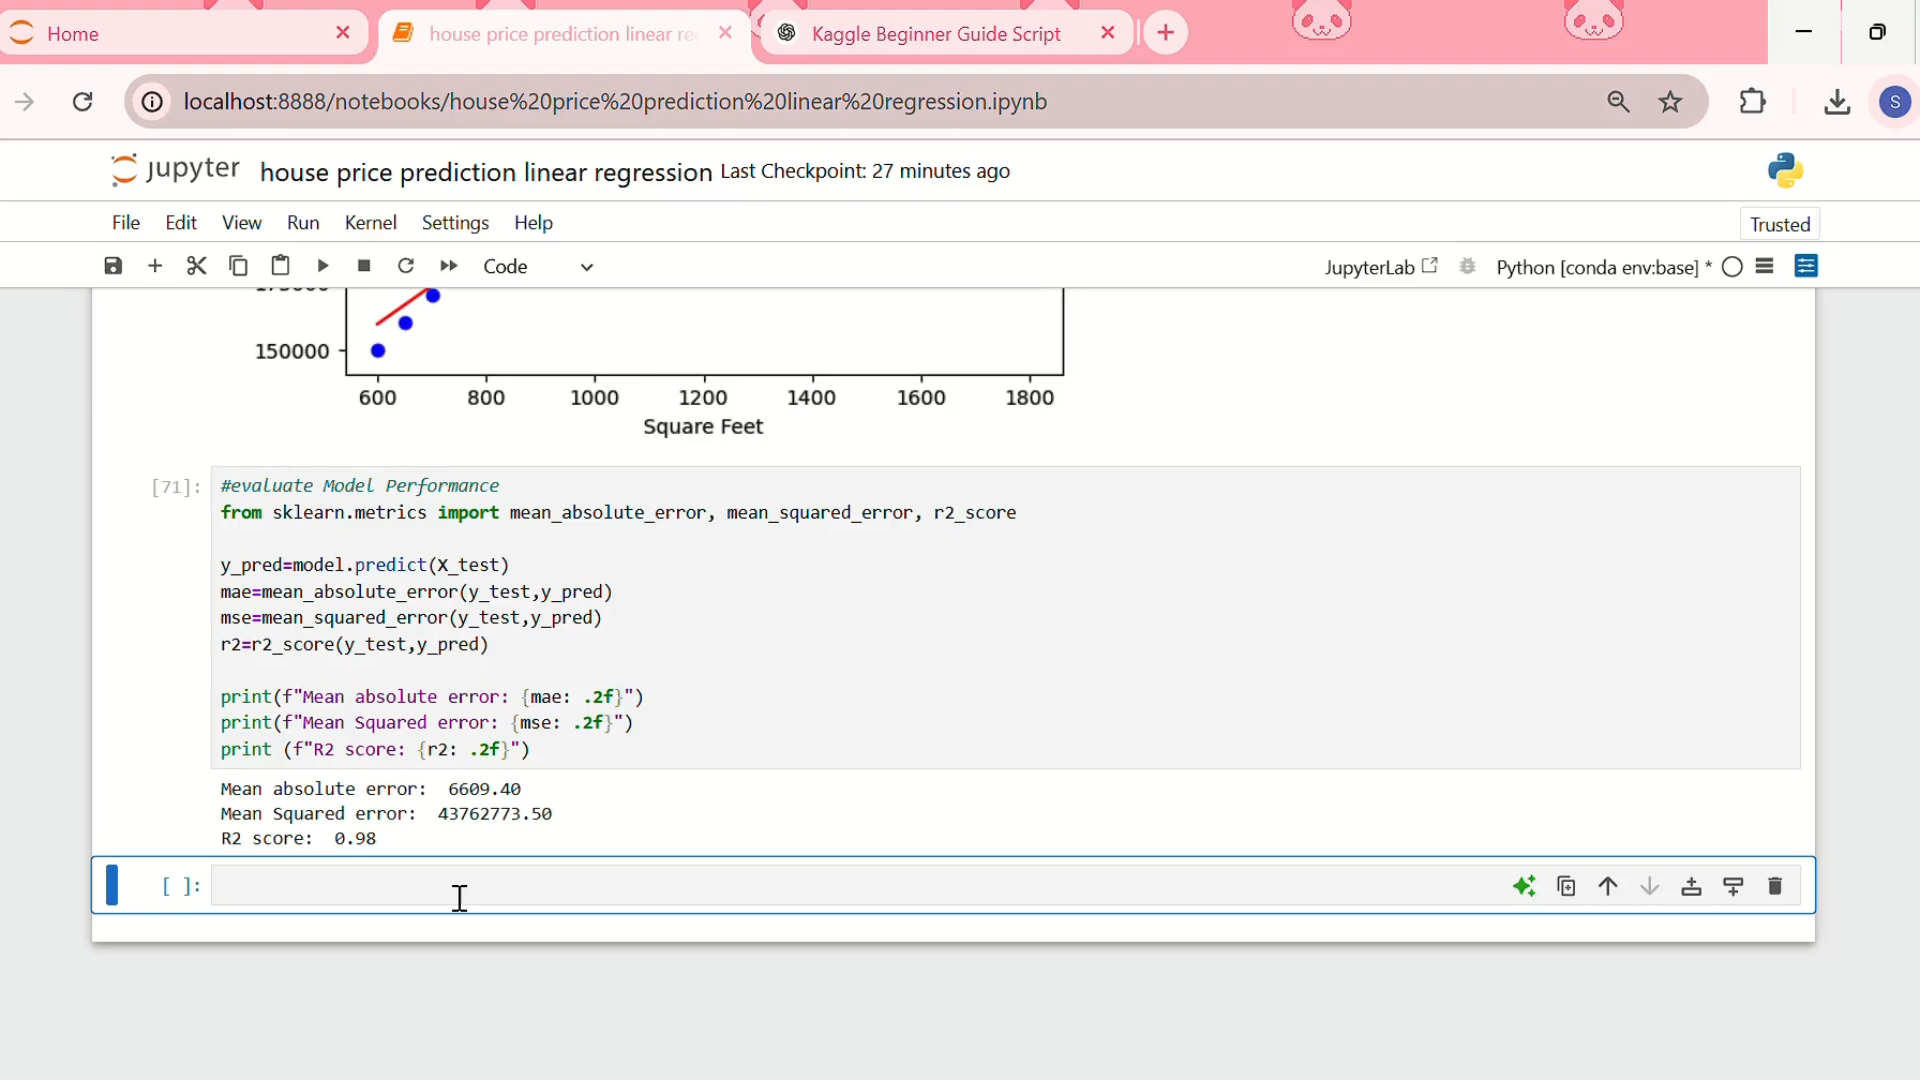 Home
house price prediction linear re
Kaggle Beginner Guide Script
localhost:8888/notebooks/house%20price%20prediction%20linear%20regression.ipynb
S
jupyter house price prediction linear regression Last Checkpoint: 27 minutes ago
File Edit View Run Kernel Settings Help
Trusted
Code
JupyterLab
Python [conda env:base] *
150000
600 800 1000 1200 1400 1600 1800
Square Feet
[71]:
#evaluate Model Performance
from sklearn.metrics import mean_absolute_error, mean_squared_error, r2_score
y_pred=model.predict(X_test)
mae=mean_absolute_error(y_test,y_pred)
mse=mean_squared_error(y_test,y_pred)
r2=r2_score(y_test,y_pred)
print(f"Mean absolute error: {mae: .2f}")
print(f"Mean Squared error: {mse: .2f}")
print (f"R2 score: {r2: .2f}")
Mean absolute error:  6609.40
Mean Squared error:  43762773.50
R2 score:  0.98
[ ]: